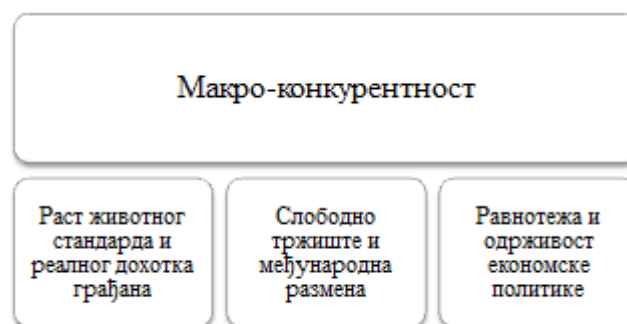 Макро-конкурентност
Раст животног
стандарда и
реалног дохотка
грађана
Слободно
тржиште и
међународна
размена
Равнотежа и
одрживост
економске
политике